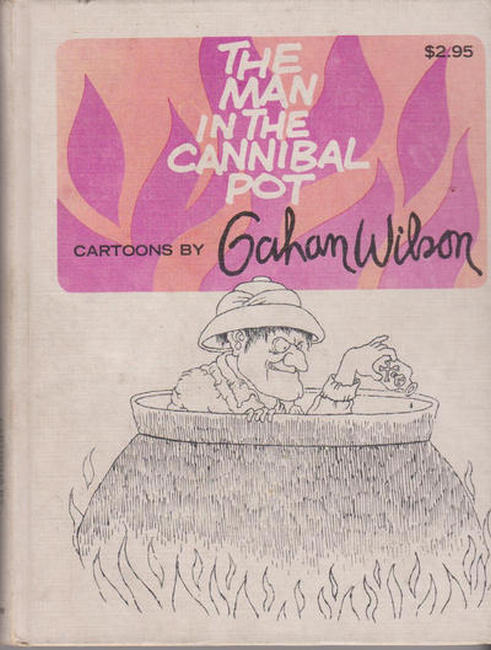 $2.95
THE
MAN
IN THE
CANNIBAL
POT
CARTOONS BY Gahan Wilson